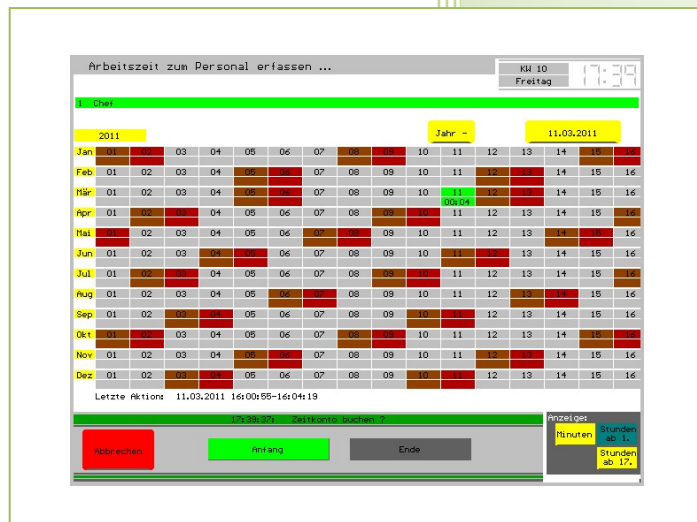 Arbeitszeit zum Personal erfassen ...
KW 10
Freitag
17:39
1 Chef
2011
Jahr -
11.03.2011
Jan 01 02 03 04 05 06 07 08 09 10 11 12 13 14 15 16
Feb 01 02 03 04 05 06 07 08 09 10 11 12 13 14 15 16
Mär 01 02 03 04 05 06 07 08 09 10 11 12 13 14 15 16
00:04
Apr 01 02 03 04 05 06 07 08 09 10 11 12 13 14 15 16
Mai 01 02 03 04 05 06 07 08 09 10 11 12 13 14 15 16
Jun 01 02 03 04 05 06 07 08 09 10 11 12 13 14 15 16
Jul 01 02 03 04 05 06 07 08 09 10 11 12 13 14 15 16
Aug 01 02 03 04 05 06 07 08 09 10 11 12 13 14 15 16
Sep 01 02 03 04 05 06 07 08 09 10 11 12 13 14 15 16
Okt 01 02 03 04 05 06 07 08 09 10 11 12 13 14 15 16
Nov 01 02 03 04 05 06 07 08 09 10 11 12 13 14 15 16
Dez 01 02 03 04 05 06 07 08 09 10 11 12 13 14 15 16
Letzte Aktion: 11.03.2011 16:00:55-16:04:19
17:39:37: Zeitkonto buchen ?
Abbrechen
Anfang
Ende
Anzeige:
Minuten
Stunden
ab 1.
Stunden
ab 17.